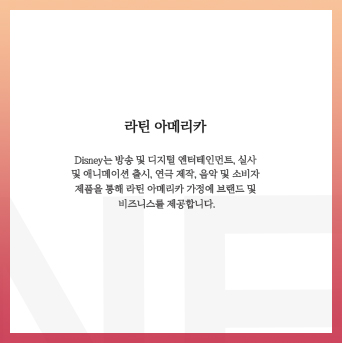 라틴 아메리카
Disney는 방송 및 디지털 엔터테인먼트, 실사
및 애니메이션 출시, 연극 제작, 음악 및 소비자
제품을 통해 라틴 아메리카 가정에 브랜드 및
비즈니스를 제공합니다.